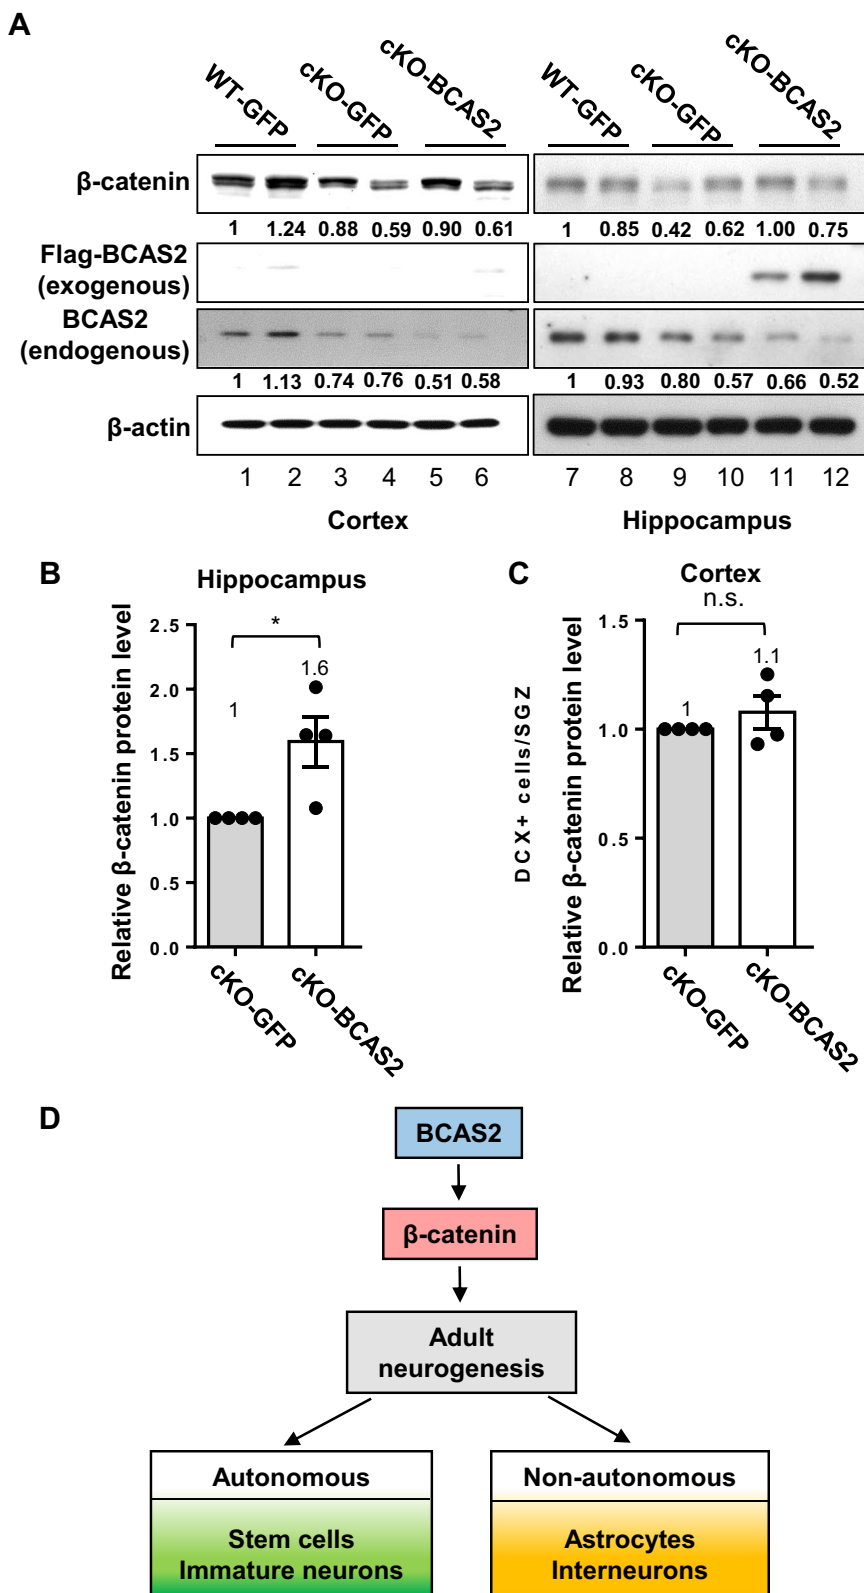 A
WT-GFP
cKO-GFP
cKO-BCAS2
WT-GFP
cKO-GFP
cKO-BCAS2
β-catenin
1 1.24 0.88 0.59 0.90 0.61
1 0.85 0.42 0.62 1.00 0.75
Flag-BCAS2
(exogenous)
BCAS2
(endogenous)
1 1.13 0.74 0.76 0.51 0.58
1 0.93 0.80 0.57 0.66 0.52
β-actin
1 2 3 4 5 6
7 8 9 10 11 12
Cortex
Hippocampus
B
Hippocampus
Relative β-catenin protein level
2.5
2.0
1.5
1.0
0.5
0.0
*
1
1.6
cKO-GFP
cKO-BCAS2
C
Cortex
n.s.
DCX+ cells/SGZ
Relative β-catenin protein level
1.5
1.0
0.5
0.0
1
1.1
cKO-GFP
cKO-BCAS2
D
BCAS2
β-catenin
Adult
neurogenesis
Autonomous
Stem cells
Immature neurons
Non-autonomous
Astrocytes
Interneurons